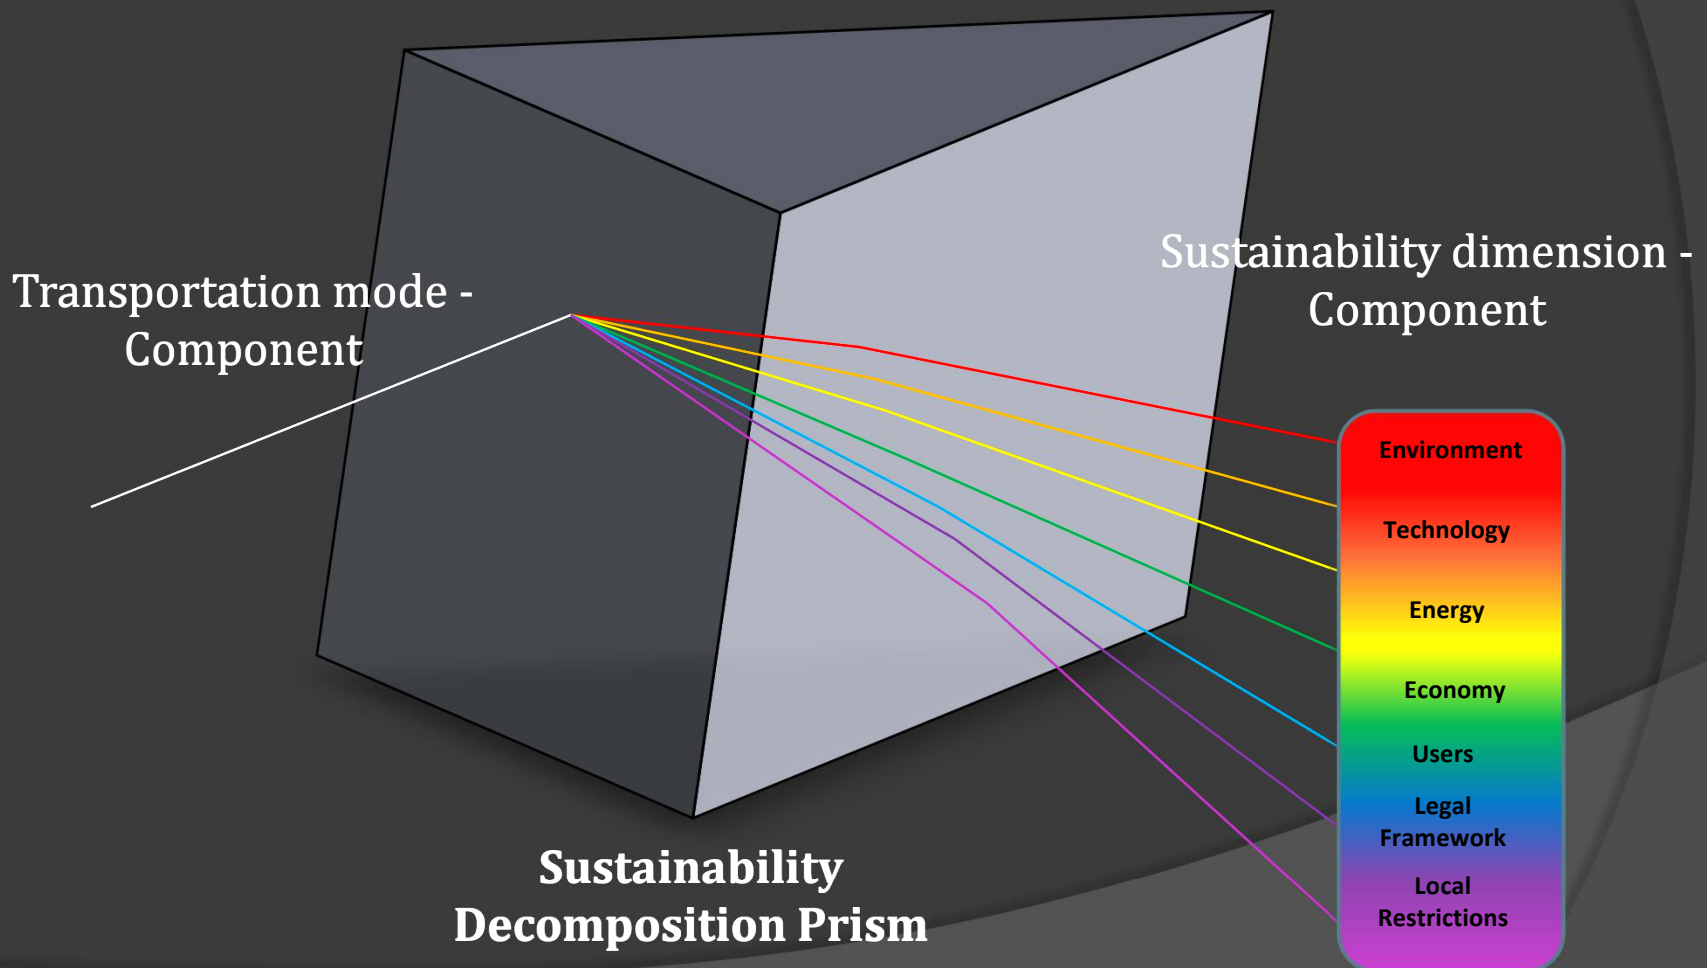 Transportation mode -
Component
Sustainability dimension -
Component
Environment
Technology
Energy
Economy
Users
Legal
Framework
Local
Restrictions
Sustainability
Decomposition Prism